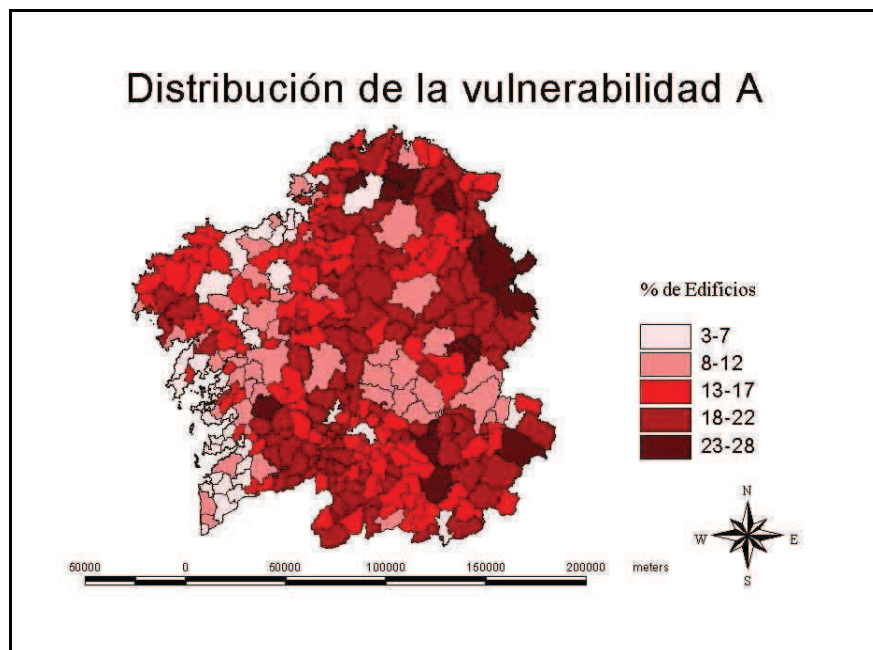 Distribución de la vulnerabilidad A
% de Edificios
3-7
8-12
13-17
18-22
23-28
N
W E
S
50000 0 50000 100000 150000 200000 meters